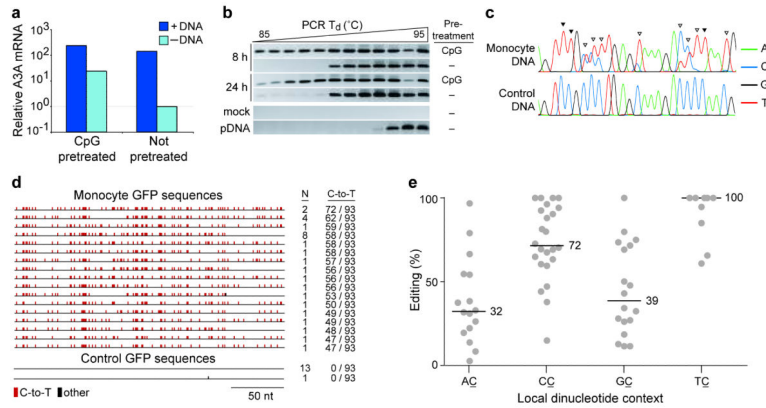 a
Relative A3A mRNA
10³
10²
10¹
10⁰
10⁻¹
+DNA
−DNA
CpG pretreated
Not pretreated
b
PCR Td (°C)
85
95
Pre-treatment
8 h
CpG
–
24 h
CpG
–
mock
–
pDNA
–
c
Monocyte DNA
Control DNA
A
C
G
T
d
Monocyte GFP sequences
N C-to-T
2 72 / 93
4 62 / 93
1 59 / 93
8 58 / 93
1 58 / 93
1 58 / 93
1 57 / 93
1 56 / 93
1 56 / 93
1 56 / 93
1 53 / 93
1 50 / 93
1 49 / 93
1 49 / 93
1 48 / 93
1 47 / 93
1 47 / 93
Control GFP sequences
13 0 / 93
1 0 / 93
C-to-T other
50 nt
e
Editing (%)
100
50
0
32
72
39
100
AC CC GC TC
Local dinucleotide context